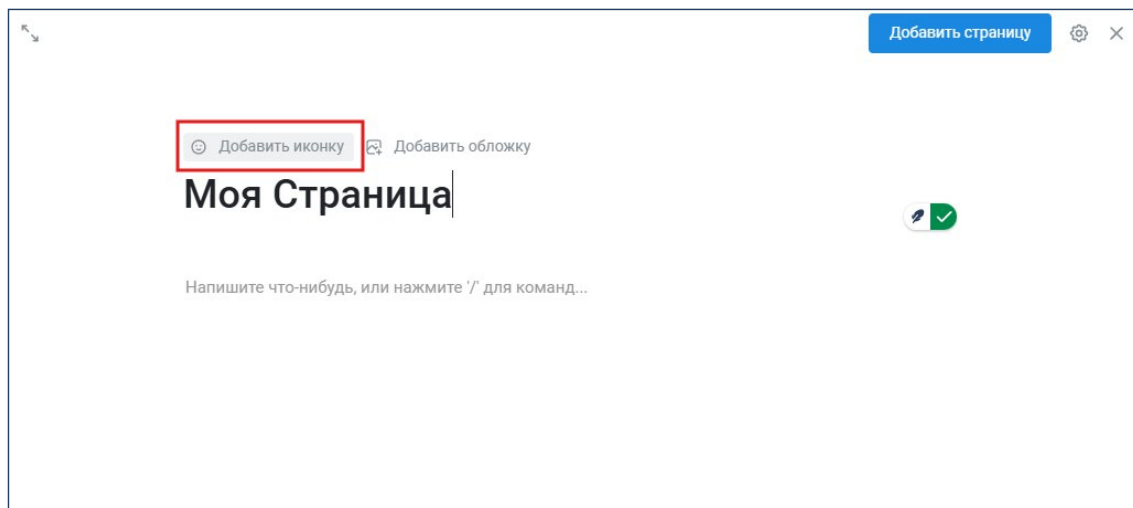 Добавить страницу
Добавить иконку Добавить обложку
Моя Страница
Напишите что-нибудь, или нажмите '/' для команд...